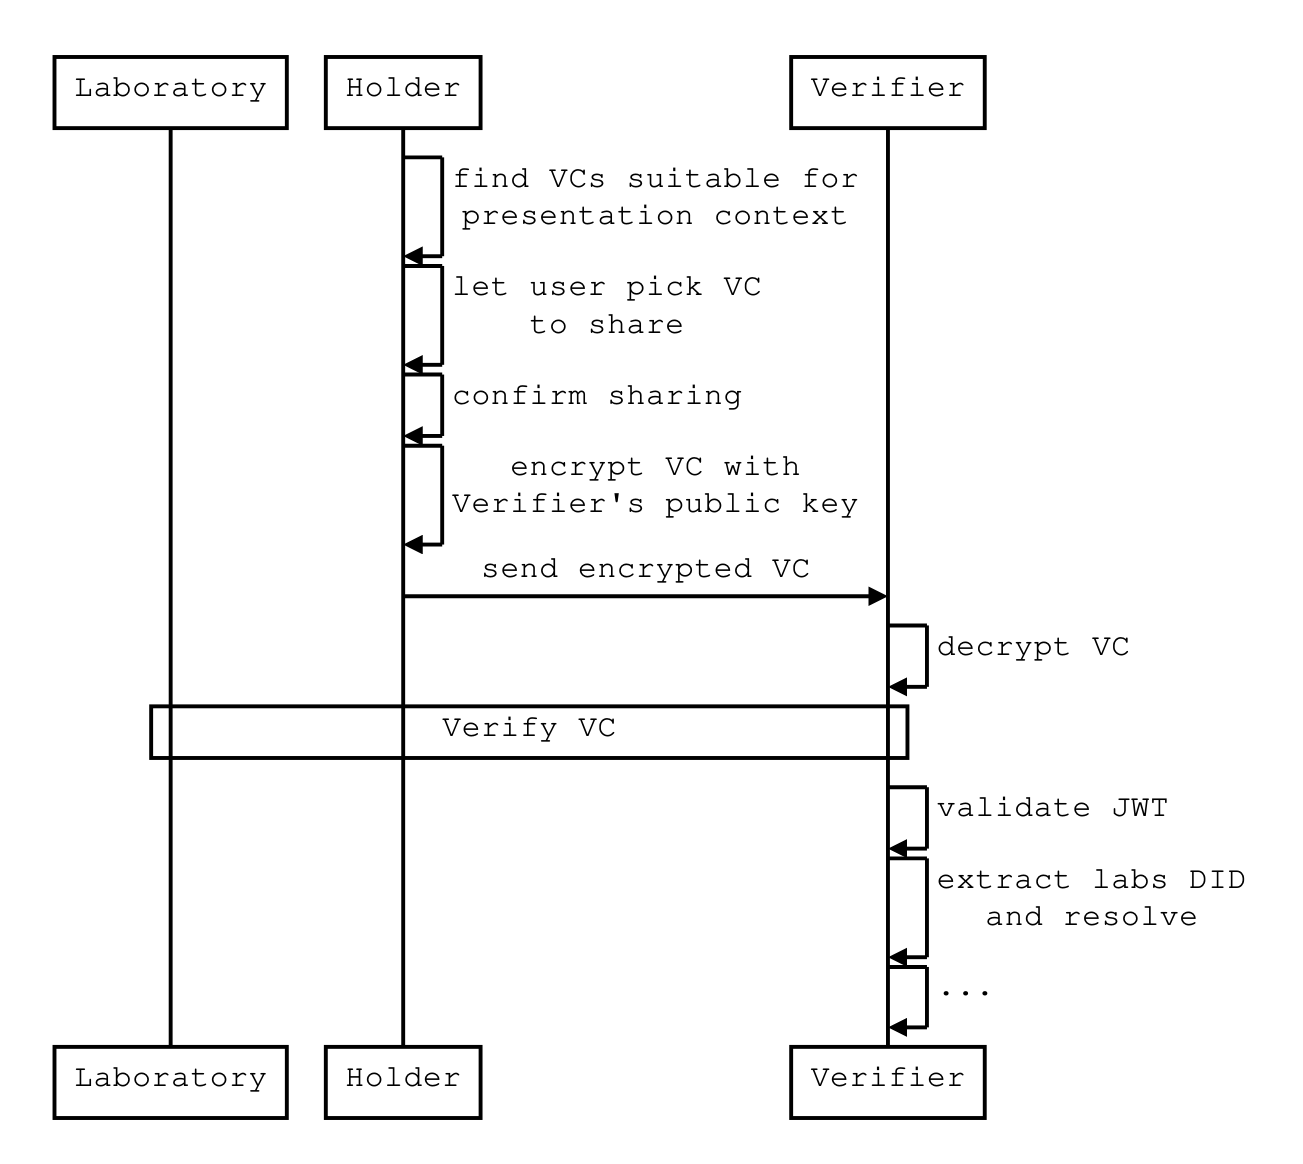 Laboratory
Holder
Verifier
find VCs suitable for
presentation context
let user pick VC
to share
confirm sharing
encrypt VC with
Verifier's public key
send encrypted VC
decrypt VC
Verify VC
validate JWT
extract labs DID
and resolve
...
Laboratory
Holder
Verifier